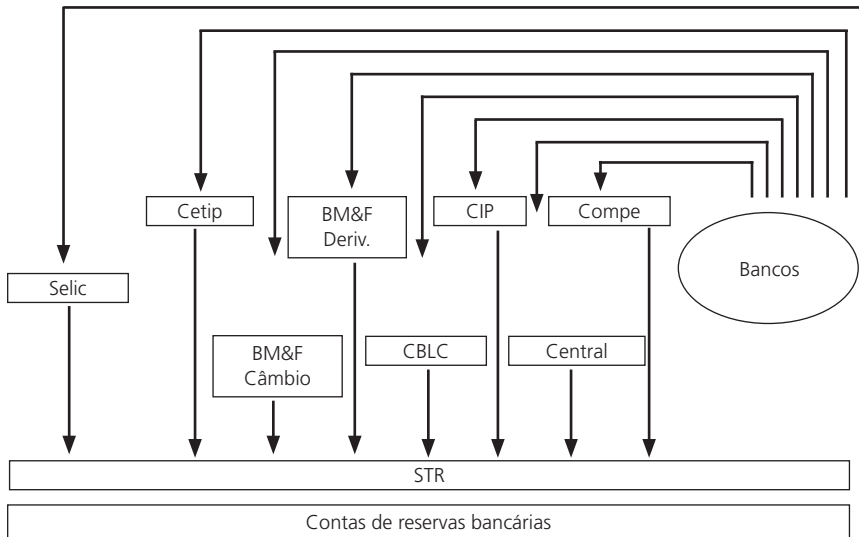 Cetip
BM&F
Deriv.
CIP
Compe
Bancos
Selic
BM&F
Câmbio
CBLC
Central
STR
Contas de reservas bancárias